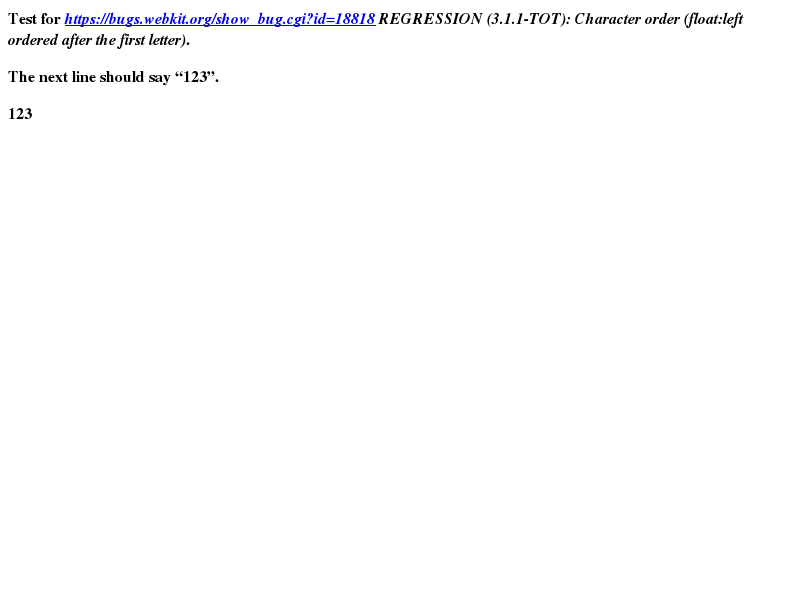 Test for https://bugs.webkit.org/show_bug.cgi?id=18818 REGRESSION (3.1.1-TOT): Character order (float:left
ordered after the first letter).
The next line should say “123”.
123